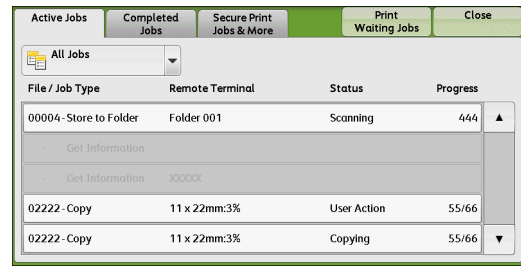 Active Jobs
Completed
Jobs
Secure Print
Jobs & More
Print
Waiting Jobs
Close
All Jobs
File / Job Type Remote Terminal Status Progress
00004 - Store to Folder Folder 001 Scanning 444
- Get Information
- Get Information XXXXX
02222 - Copy 11 x 22mm:3% User Action 55/66
02222 - Copy 11 x 22mm:3% Copying 55/66